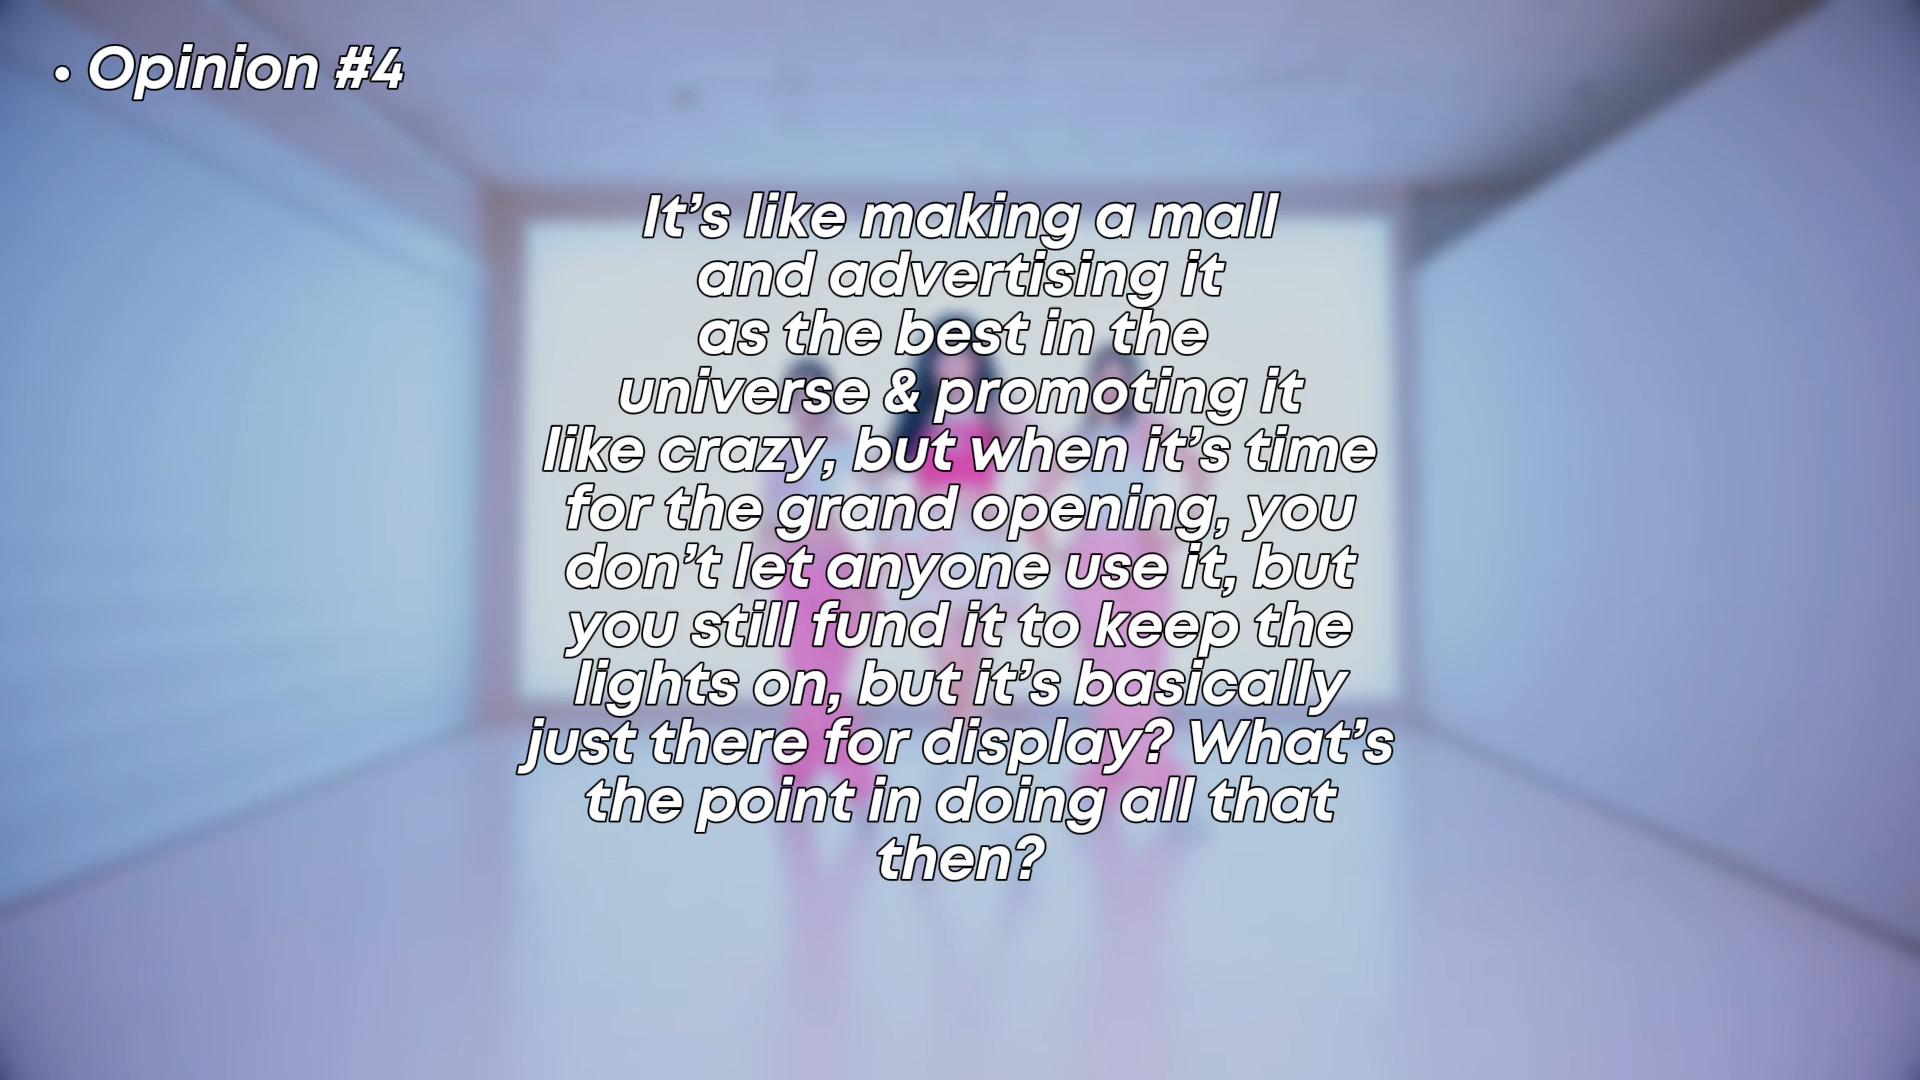 • Opinion #4
It’s like making a mall
and advertising it
as the best in the
universe & promoting it
like crazy, but when it’s time
for the grand opening, you
don’t let anyone use it, but
you still fund it to keep the
lights on, but it’s basically
just there for display? What’s
the point in doing all that
then?